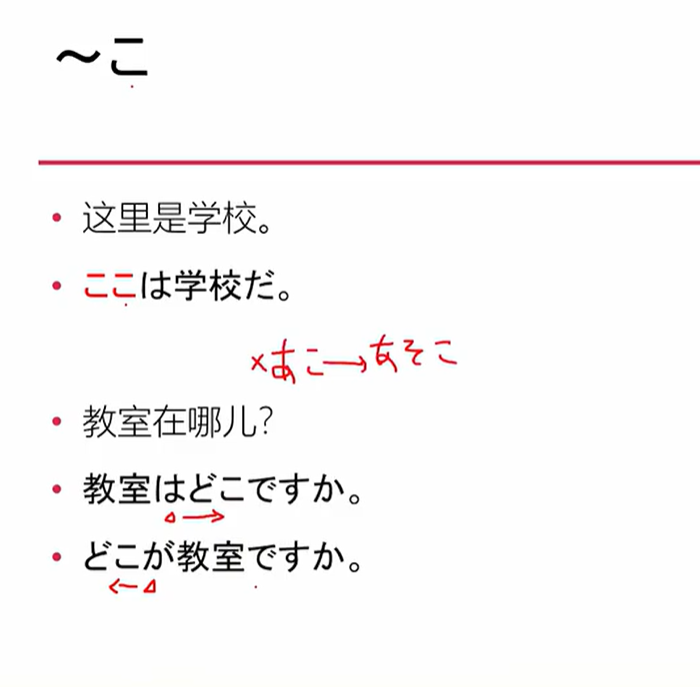 ～こ
• 这里是学校。
• ここは学校だ。
×あこ→あそこ
• 教室在哪儿?
• 教室はどこですか。
• どこが教室ですか。